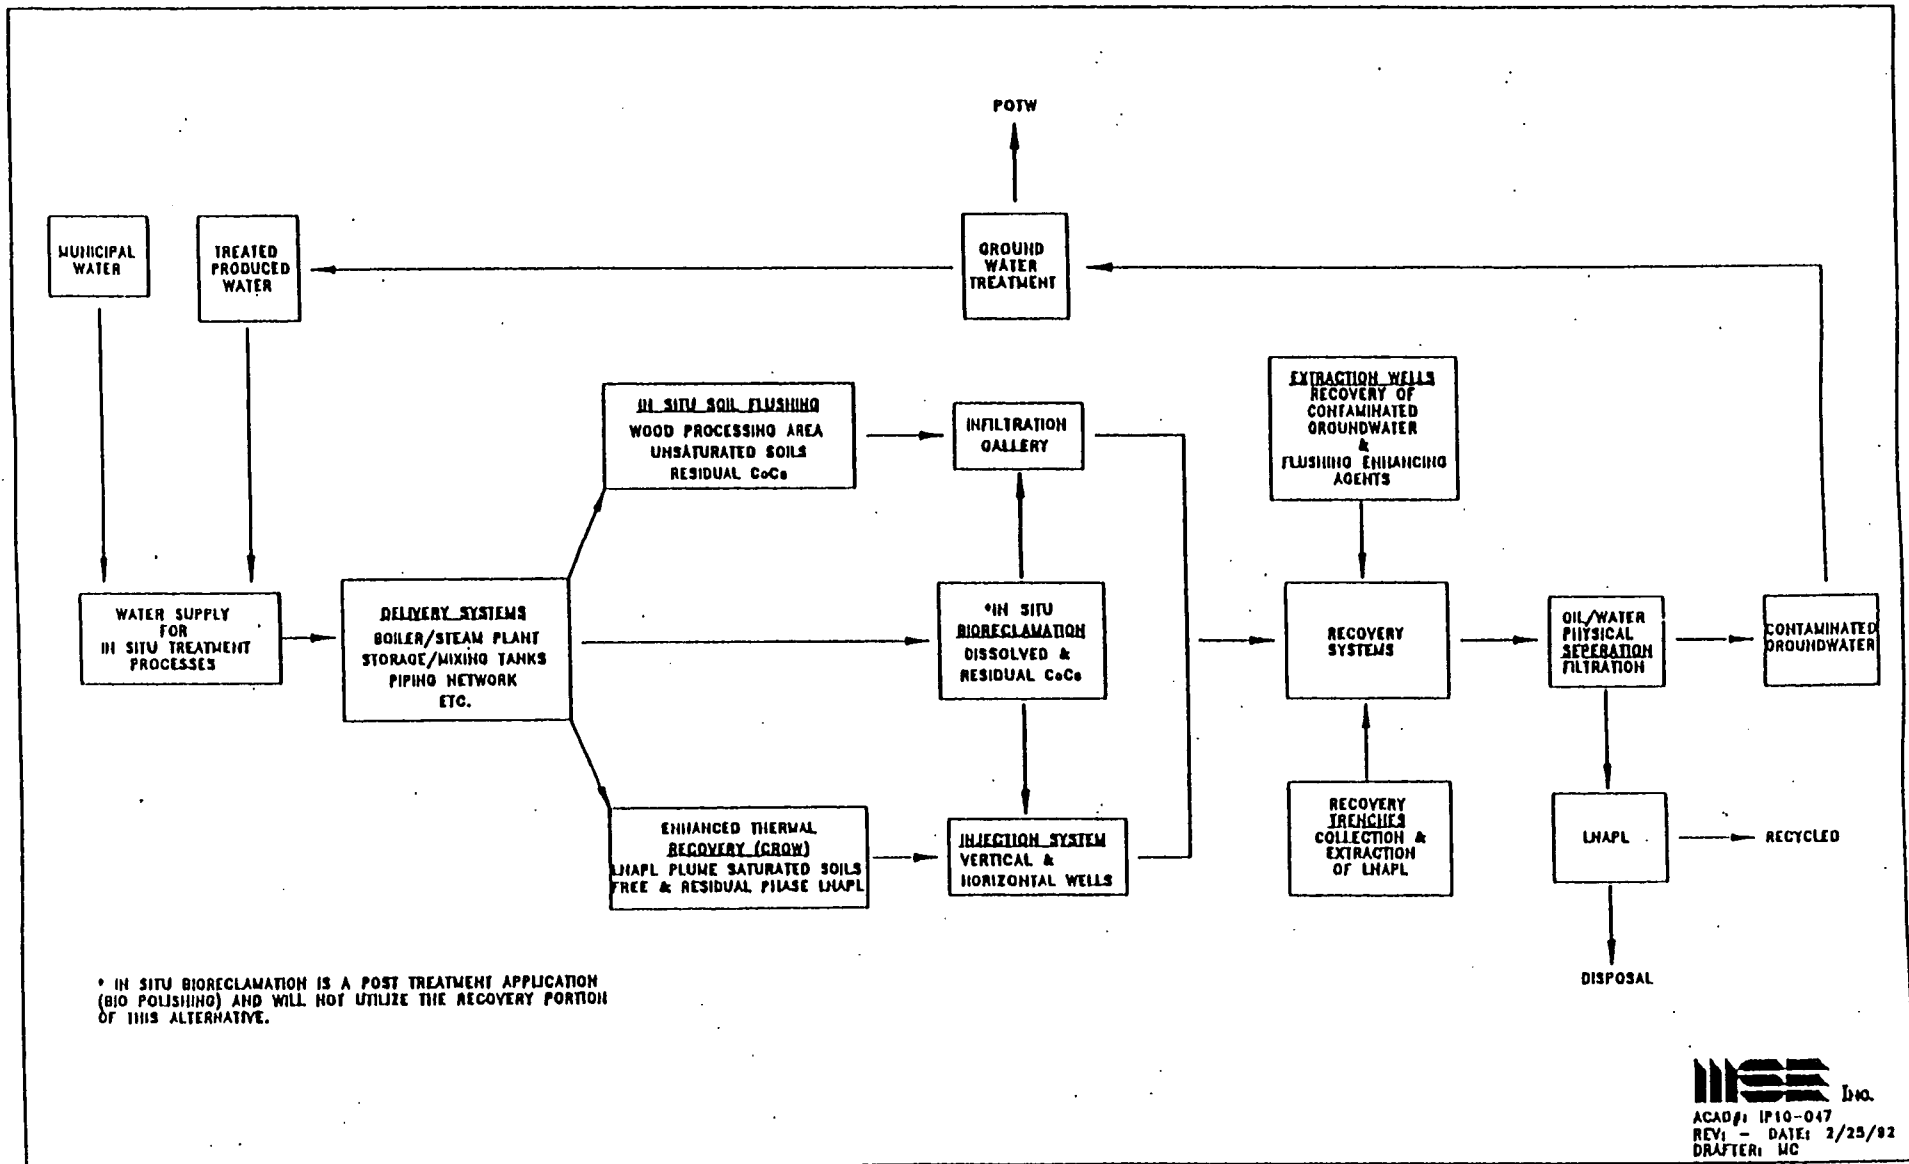 POTW
MUNICIPAL
WATER
TREATED
PRODUCED
WATER
GROUND
WATER
TREATMENT
IN SITU SOIL FLUSHING
WOOD PROCESSING AREA
UNSATURATED SOILS
RESIDUAL CoCs
INFILTRATION
GALLERY
EXTRACTION WELLS
RECOVERY OF
CONTAMINATED
GROUNDWATER
&
FLUSHING ENHANCING
AGENTS
WATER SUPPLY
FOR
IN SITU TREATMENT
PROCESSES
DELIVERY SYSTEMS
BOILER/STEAM PLANT
STORAGE/MIXING TANKS
PIPING NETWORK
ETC.
*IN SITU
BIORECLAMATION
DISSOLVED &
RESIDUAL CoCs
RECOVERY
SYSTEMS
OIL/WATER
PHYSICAL
SEPERATION
FILTRATION
CONTAMINATED
GROUNDWATER
ENHANCED THERMAL
RECOVERY (CROW)
LNAPL PLUME SATURATED SOILS
FREE & RESIDUAL PHASE LNAPL
INJECTION SYSTEM
VERTICAL &
HORIZONTAL WELLS
RECOVERY
TRENCHES
COLLECTION &
EXTRACTION
OF LNAPL
LNAPL
RECYCLED
DISPOSAL
* IN SITU BIORECLAMATION IS A POST TREATMENT APPLICATION
(BIO POLISHING) AND WILL NOT UTILIZE THE RECOVERY PORTION
OF THIS ALTERNATIVE.
MSE Inc.
ACAD#: IP10-047
REV: - DATE: 2/25/92
DRAFTER: MC